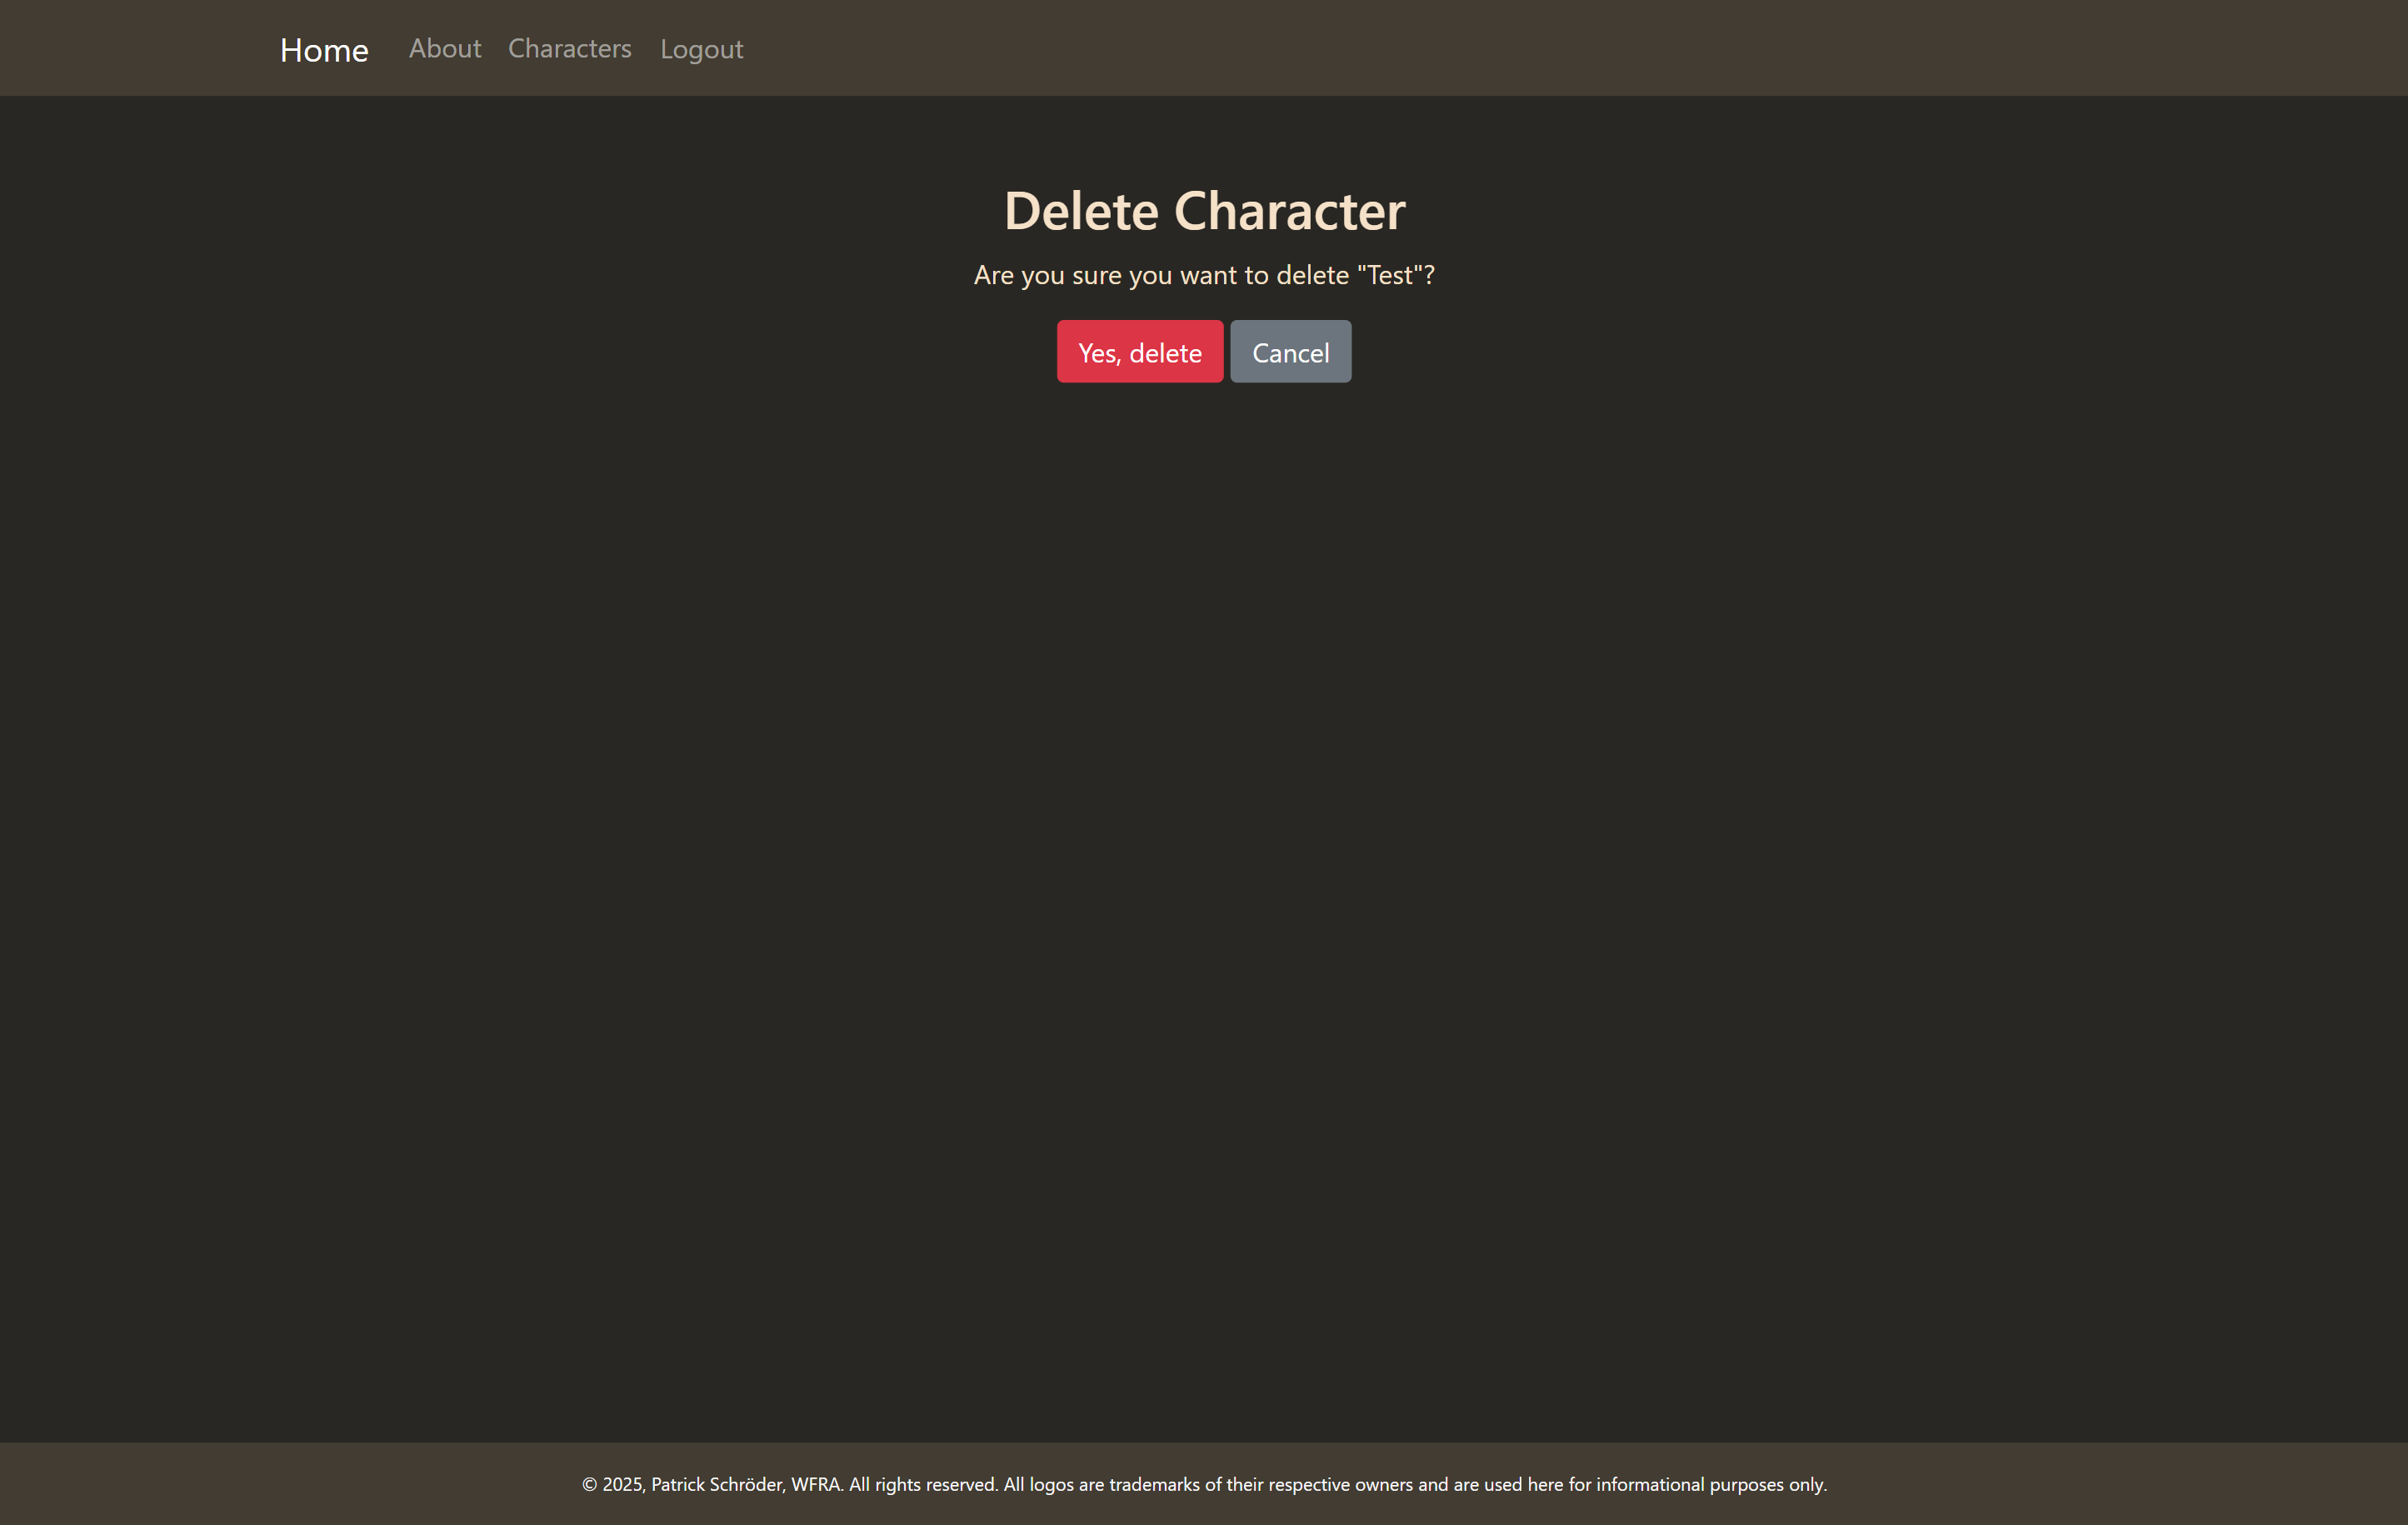 Home About Characters Logout
Delete Character
Are you sure you want to delete "Test"?
Yes, delete Cancel
© 2025, Patrick Schröder, WFRA. All rights reserved. All logos are trademarks of their respective owners and are used here for informational purposes only.